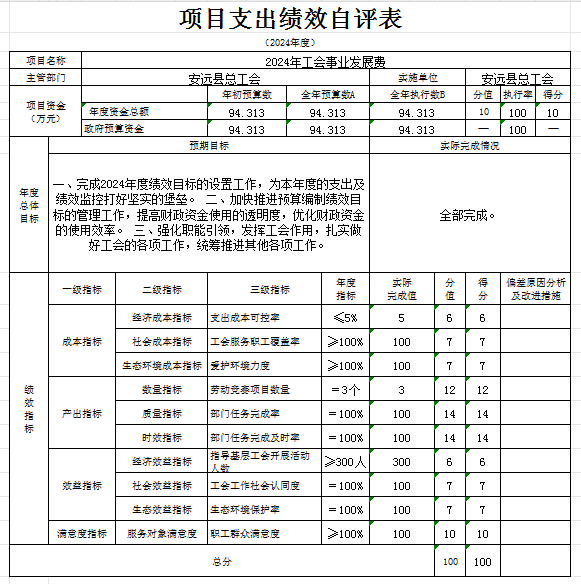 项目支出绩效自评表
（2024年度）
项目名称 2024年工会事业发展费
主管部门 安远县总工会 实施单位 安远县总工会
项目资金（万元） 年初预算数 全年预算数A 全年执行数B 分值 执行率 得分
年度资金总额 94.313 94.313 94.313 10 100 10
政府预算资金 94.313 94.313 94.313 — 100 —
年度总体目标 预期目标 实际完成情况
一、完成2024年度绩效目标的设置工作，为本年度的支出及
绩效监控打好坚实的堡垒。 二、加快推进预算编制绩效目
标的管理工作，提高财政资金使用的透明度，优化财政资金
的使用效率。 三、强化职能引领，发挥工会作用，扎实做
好工会的各项工作，统筹推进其他各项工作。
全部完成。
绩效指标 一级指标 二级指标 三级指标 年度指标 实际完成值 分值 得分 偏差原因分析及改进措施
成本指标 经济成本指标 支出成本可控率 ≤5% 5 6 6
社会成本指标 工会服务职工覆盖率 ≥100% 100 7 7
生态环境成本指标 爱护环境力度 ≥100% 100 7 7
产出指标 数量指标 劳动竞赛项目数量 ＝3个 3 12 12
质量指标 部门任务完成率 ＝100% 100 14 14
时效指标 部门任务完成及时率 ＝100% 100 14 14
效益指标 经济效益指标 指导基层工会开展活动人数 ≥300人 300 6 6
社会效益指标 工会工作社会认同度 ＝100% 100 7 7
生态效益指标 生态环境保护率 ＝100% 100 7 7
满意度指标 服务对象满意度 职工群众满意度 ≥100% 100 10 10
总分 100 100